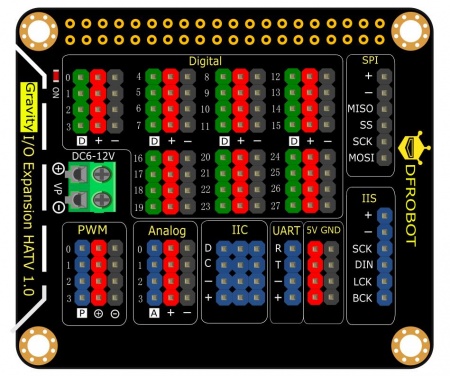 Digital
SPI
ON
0 4 8 12
1 5 9 13
2 6 10 14
3 7 11 15
D + − D + − D + − D + −
+
−
MISO
SS
SCK
MOSI
DC6-12V
+
VP
−
16 20 24
17 21 25
18 22 26
19 23 27
Gravity I/O Expansion HATV 1.0
DFROBOT
PWM
0
1
2
3
P + −
Analog
0
1
2
3
A + −
IIC
D
C
−
+
UART
R
T
−
+
5V GND
IIS
+
−
SCK
DIN
LCK
BCK